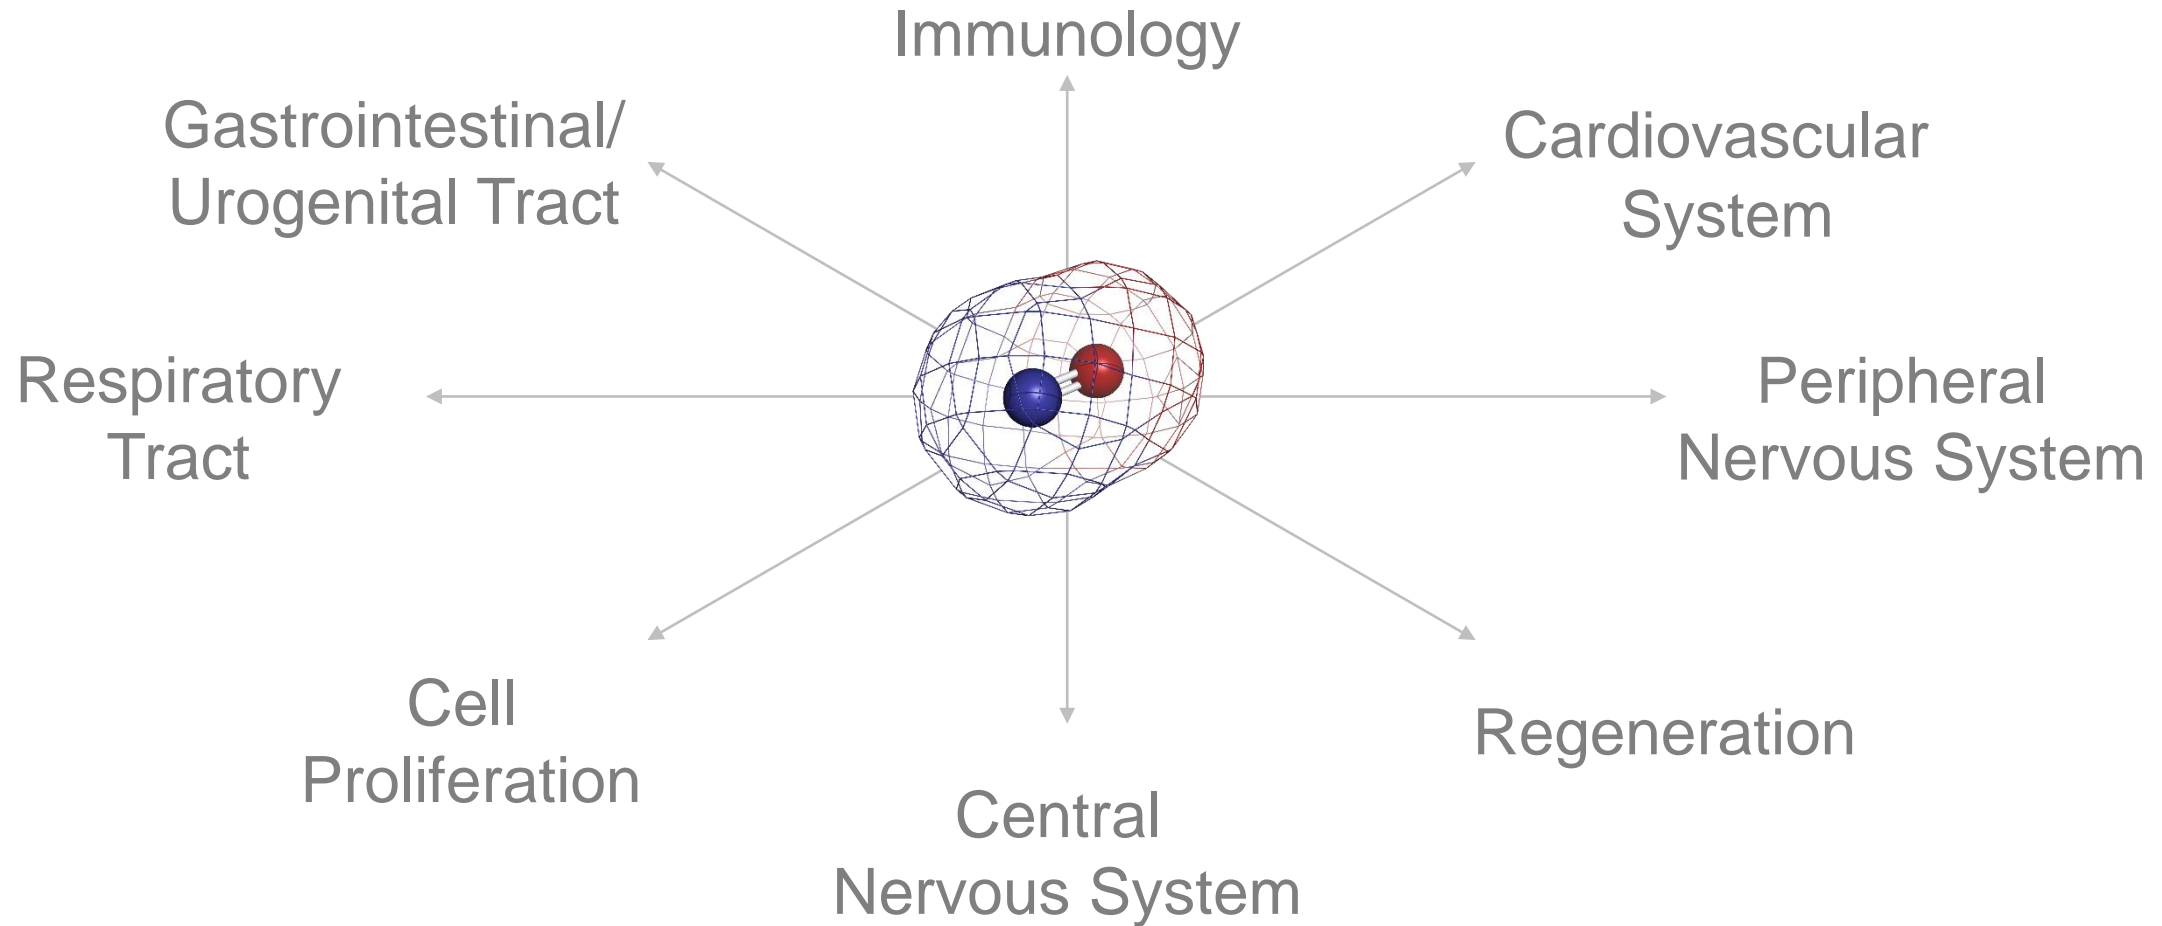 Immunology
Gastrointestinal/
Urogenital Tract
Cardiovascular
System
Respiratory
Tract
Peripheral
Nervous System
Cell
Proliferation
Regeneration
Central
Nervous System